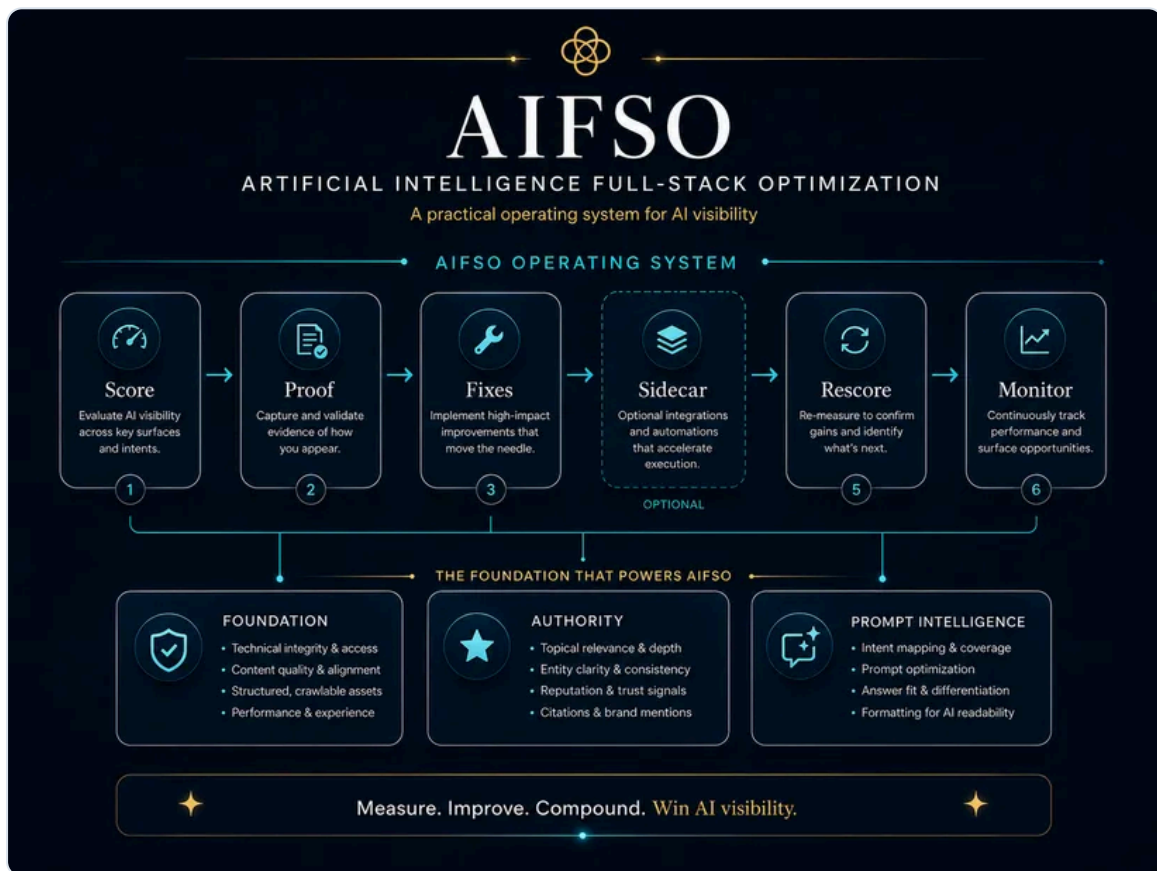 AIFSO
ARTIFICIAL INTELLIGENCE FULL-STACK OPTIMIZATION
A practical operating system for AI visibility
AIFSO OPERATING SYSTEM
Score
Evaluate AI visibility
across key surfaces
and intents.
1
Proof
Capture and validate
evidence of how
you appear.
2
Fixes
Implement high-impact
improvements that
move the needle.
3
Sidecar
Optional integrations
and automations
that accelerate
execution.
OPTIONAL
Rescore
Re-measure to confirm
gains and identify
what's next.
5
Monitor
Continuously track
performance and
surface opportunities.
6
THE FOUNDATION THAT POWERS AIFSO
FOUNDATION
• Technical integrity & access
• Content quality & alignment
• Structured, crawlable assets
• Performance & experience
AUTHORITY
• Topical relevance & depth
• Entity clarity & consistency
• Reputation & trust signals
• Citations & brand mentions
PROMPT INTELLIGENCE
• Intent mapping & coverage
• Prompt optimization
• Answer fit & differentiation
• Formatting for AI readability
Measure. Improve. Compound. Win AI visibility.